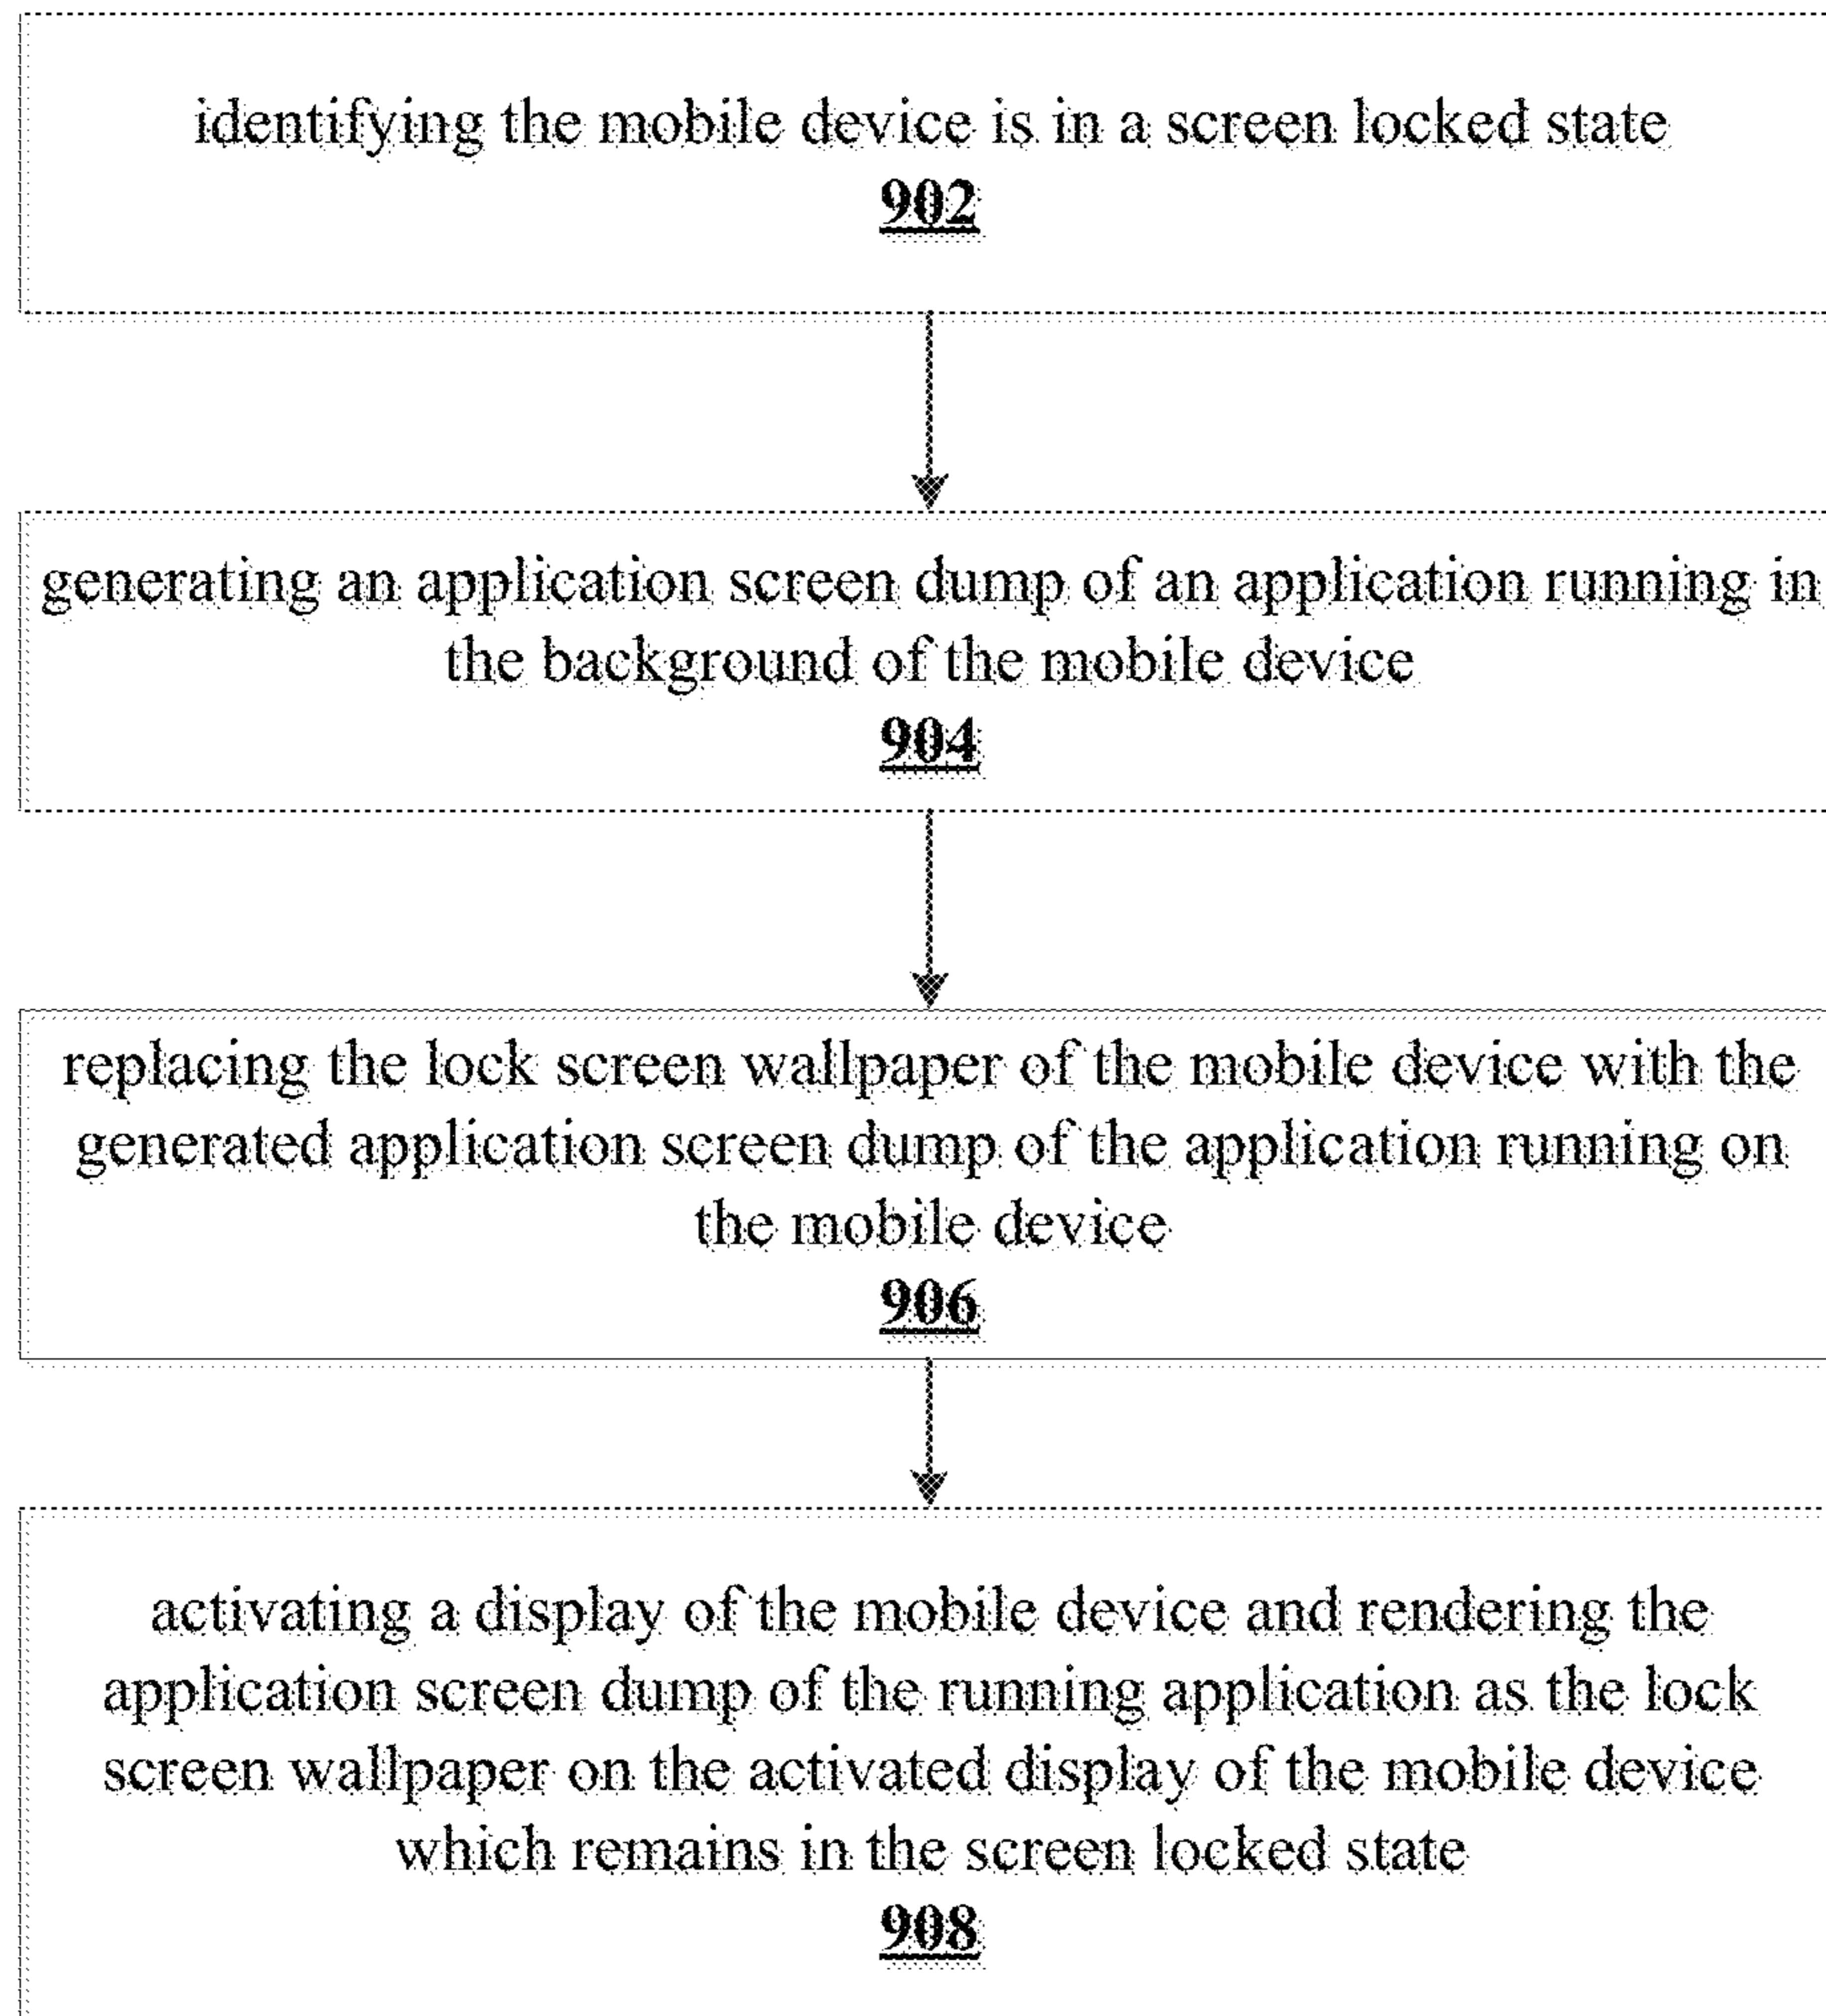 identifying the mobile device is in a screen locked state
902
generating an application screen dump of an application running in
the background of the mobile device
904
replacing the lock screen wallpaper of the mobile device with the
generated application screen dump of the application running on
the mobile device
906
activating a display of the mobile device and rendering the
application screen dump of the running application as the lock
screen wallpaper on the activated display of the mobile device
which remains in the screen locked state
908